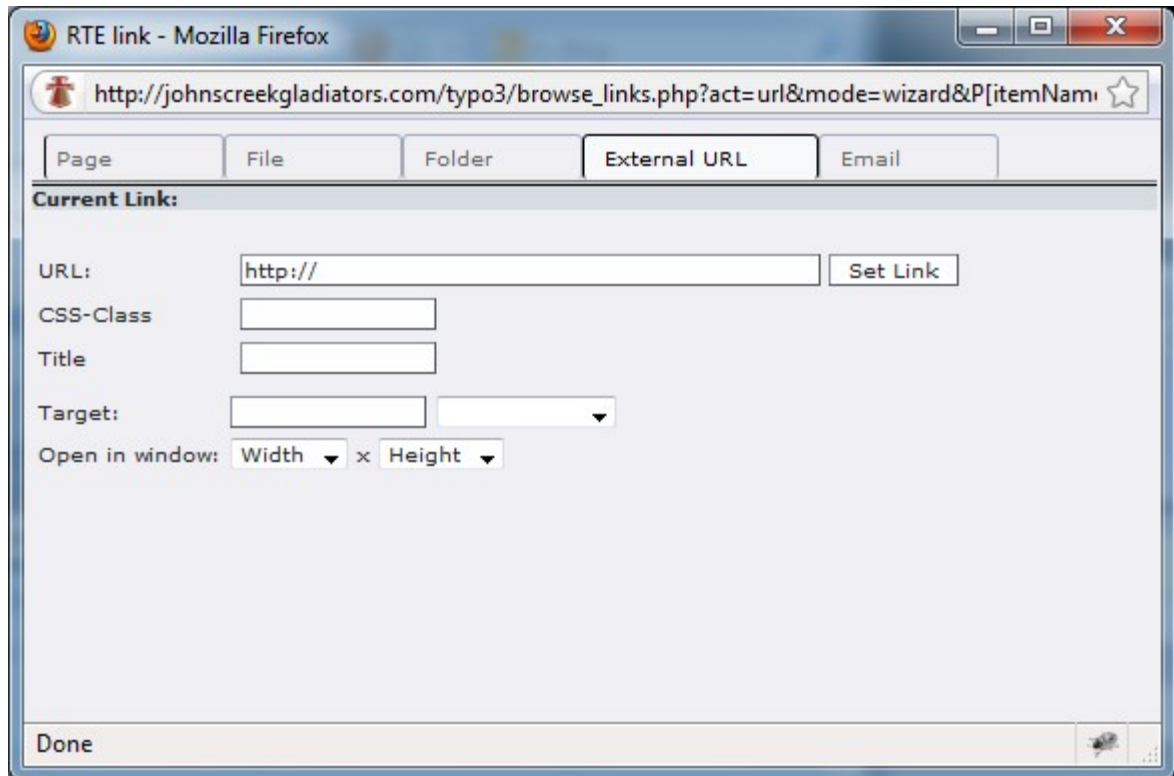 RTE link - Mozilla Firefox
http://johnscreekgladiators.com/typo3/browse_links.php?act=url&mode=wizard&P[itemNam
Page File Folder External URL Email
Current Link:
URL: http:// Set Link
CSS-Class
Title
Target:
Open in window: Width x Height
Done